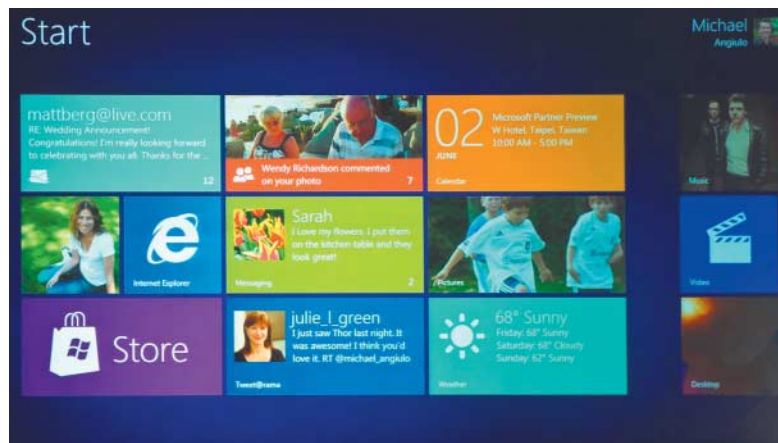 Start
Michael
Angiulo
mattberg@live.com
RE: Wedding Announcement!
Congratulations! I'm really looking forward
to celebrating with you all. Thanks for the ...
12
Wendy Richardson commented
on your photo
7
02
JUNE
Microsoft Partner Preview
W Hotel, Taipei, Taiwan
10:00 AM - 5:00 PM
Calendar
Music
Internet Explorer
Sarah
I love my flowers. I put them
on the kitchen table and they
look great!
Messaging
2
Pictures
Video
Store
julie_l_green
I just saw Thor last night. It
was awesome! I think you'd
love it. RT @michael_angiulo
Tweet@rama
68° Sunny
Friday: 68° Sunny
Saturday: 68° Cloudy
Sunday: 62° Sunny
Weather
Desktop